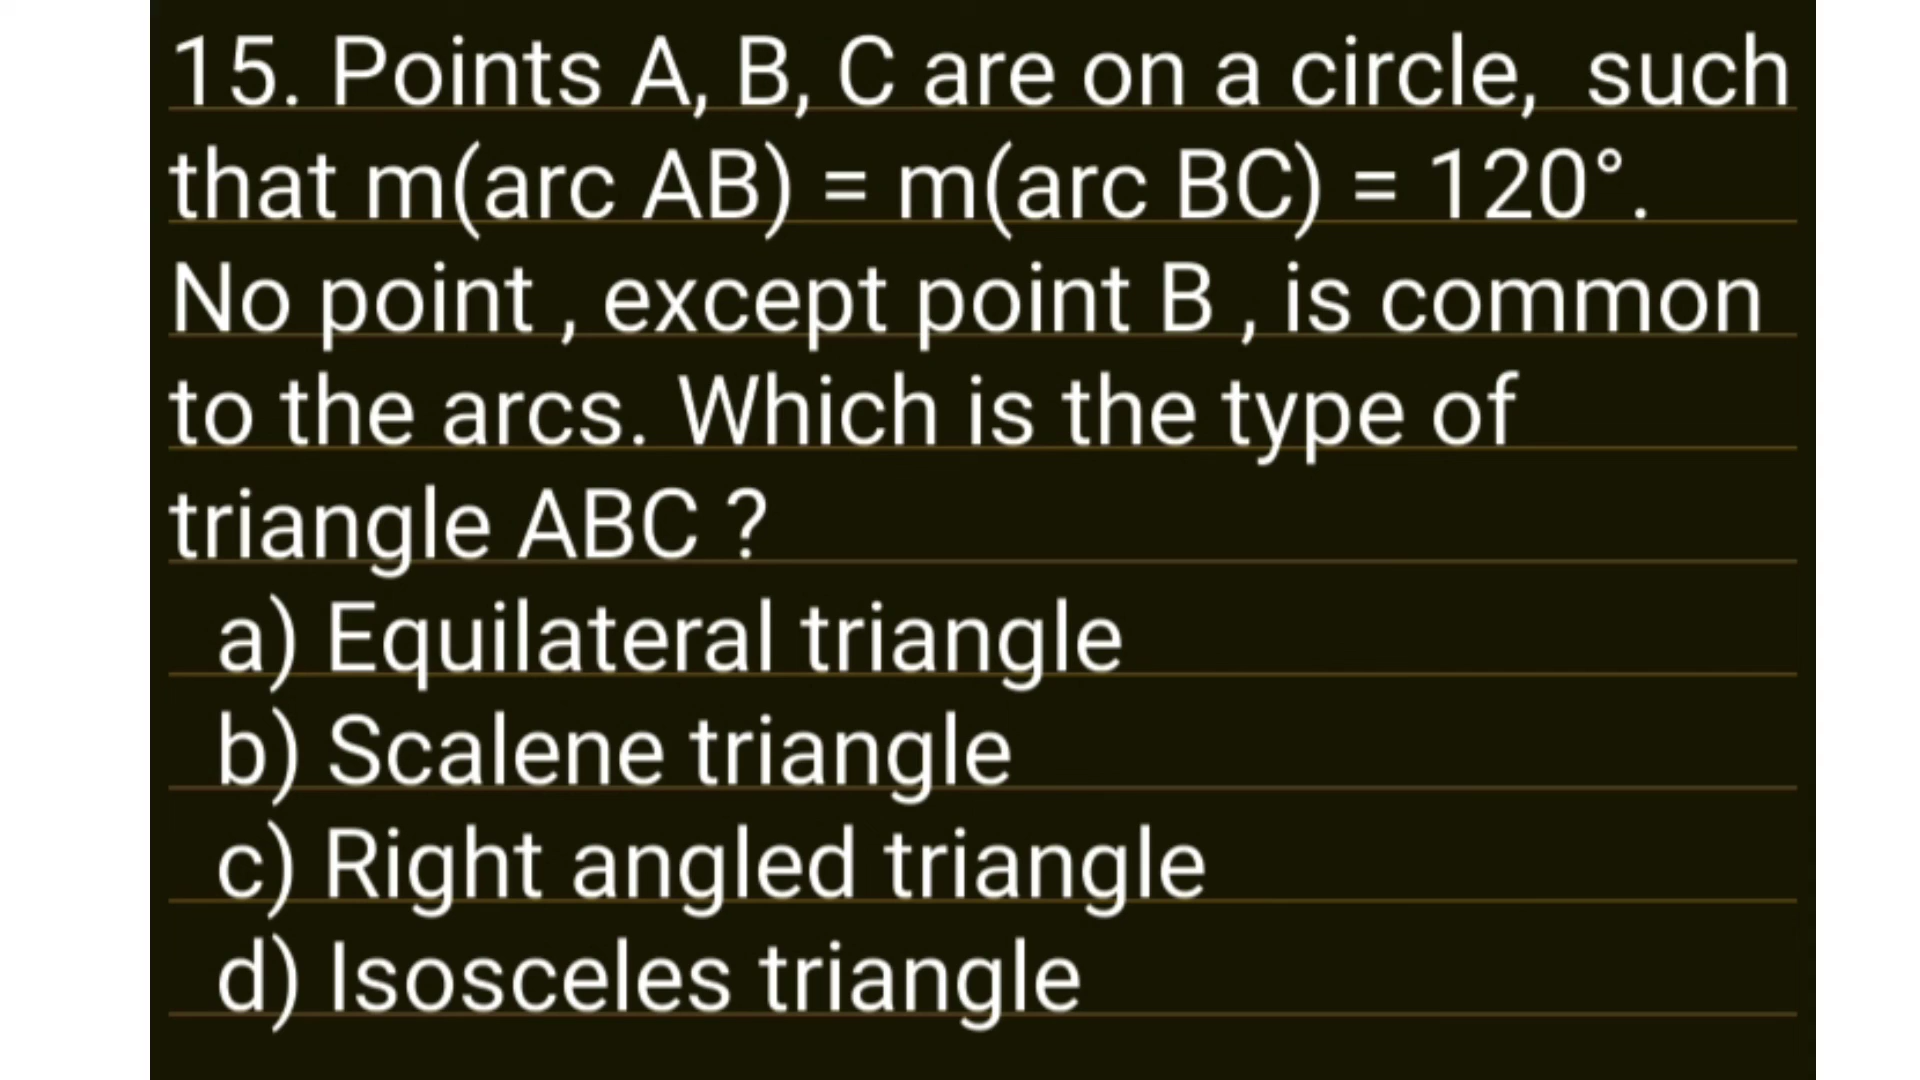 15. Points A, B, C are on a circle,  such
that m(arc AB) = m(arc BC) = 120°.
No point , except point B , is common
to the arcs. Which is the type of
triangle ABC ?
a) Equilateral triangle
b) Scalene triangle
c) Right angled triangle
d) Isosceles triangle